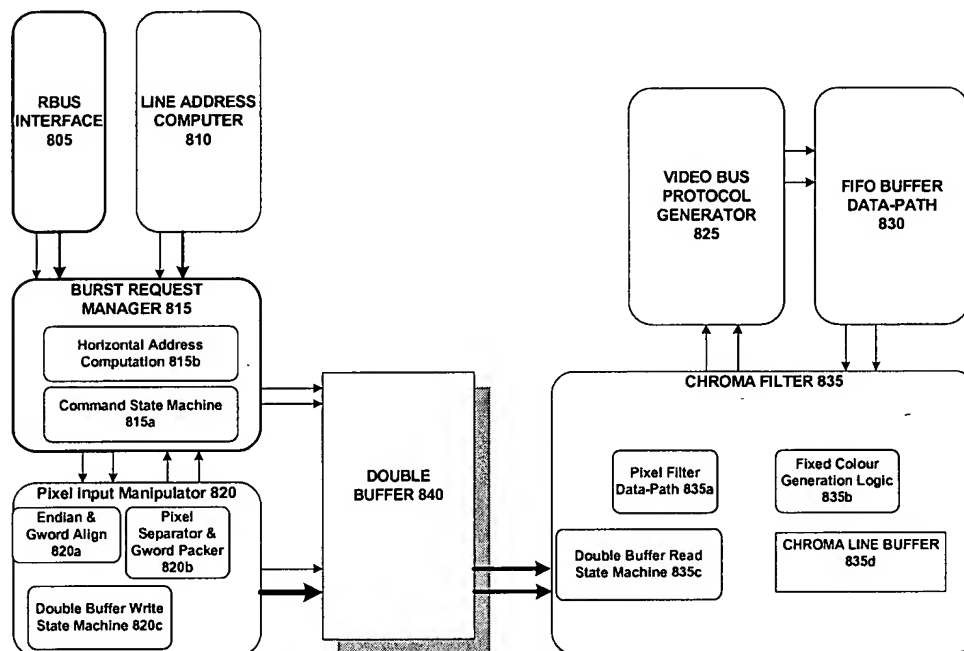 RBUS
INTERFACE
805
LINE ADDRESS
COMPUTER
810
BURST REQUEST
MANAGER 815
Horizontal Address
Computation 815b
Command State Machine
815a
Pixel Input Manipulator 820
Endian &
Gword Align
820a
Pixel
Separator &
Gword Packer
820b
Double Buffer Write
State Machine 820c
DOUBLE
BUFFER 840
VIDEO BUS
PROTOCOL
GENERATOR
825
FIFO BUFFER
DATA-PATH
830
CHROMA FILTER 835
Pixel Filter
Data-Path 835a
Fixed Colour
Generation Logic
835b
Double Buffer Read
State Machine 835c
CHROMA LINE BUFFER
835d